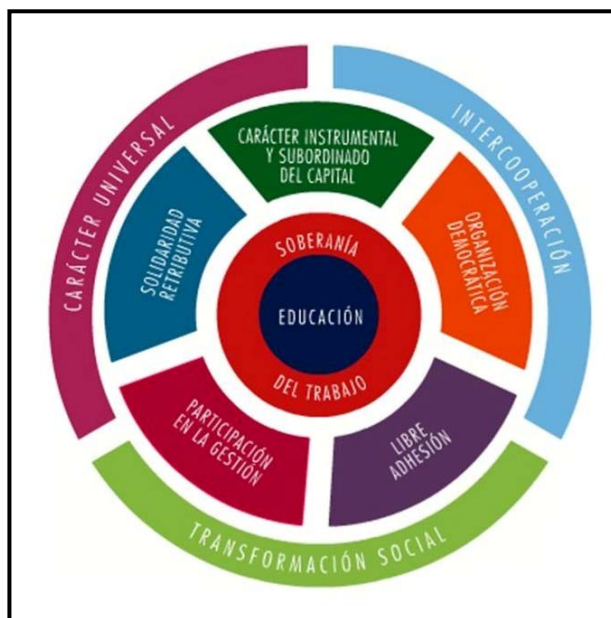 CARÁCTER UNIVERSAL
INTERCOOPERACIÓN
CARÁCTER INSTRUMENTAL
Y SUBORDINADO
DEL CAPITAL
SOLIDARIDAD
RETRIBUTIVA
ORGANIZACIÓN
DEMOCRÁTICA
SOBERANÍA
EDUCACIÓN
DEL TRABAJO
PARTICIPACIÓN
EN LA GESTIÓN
LIBRE
ADHESIÓN
TRANSFORMACIÓN SOCIAL